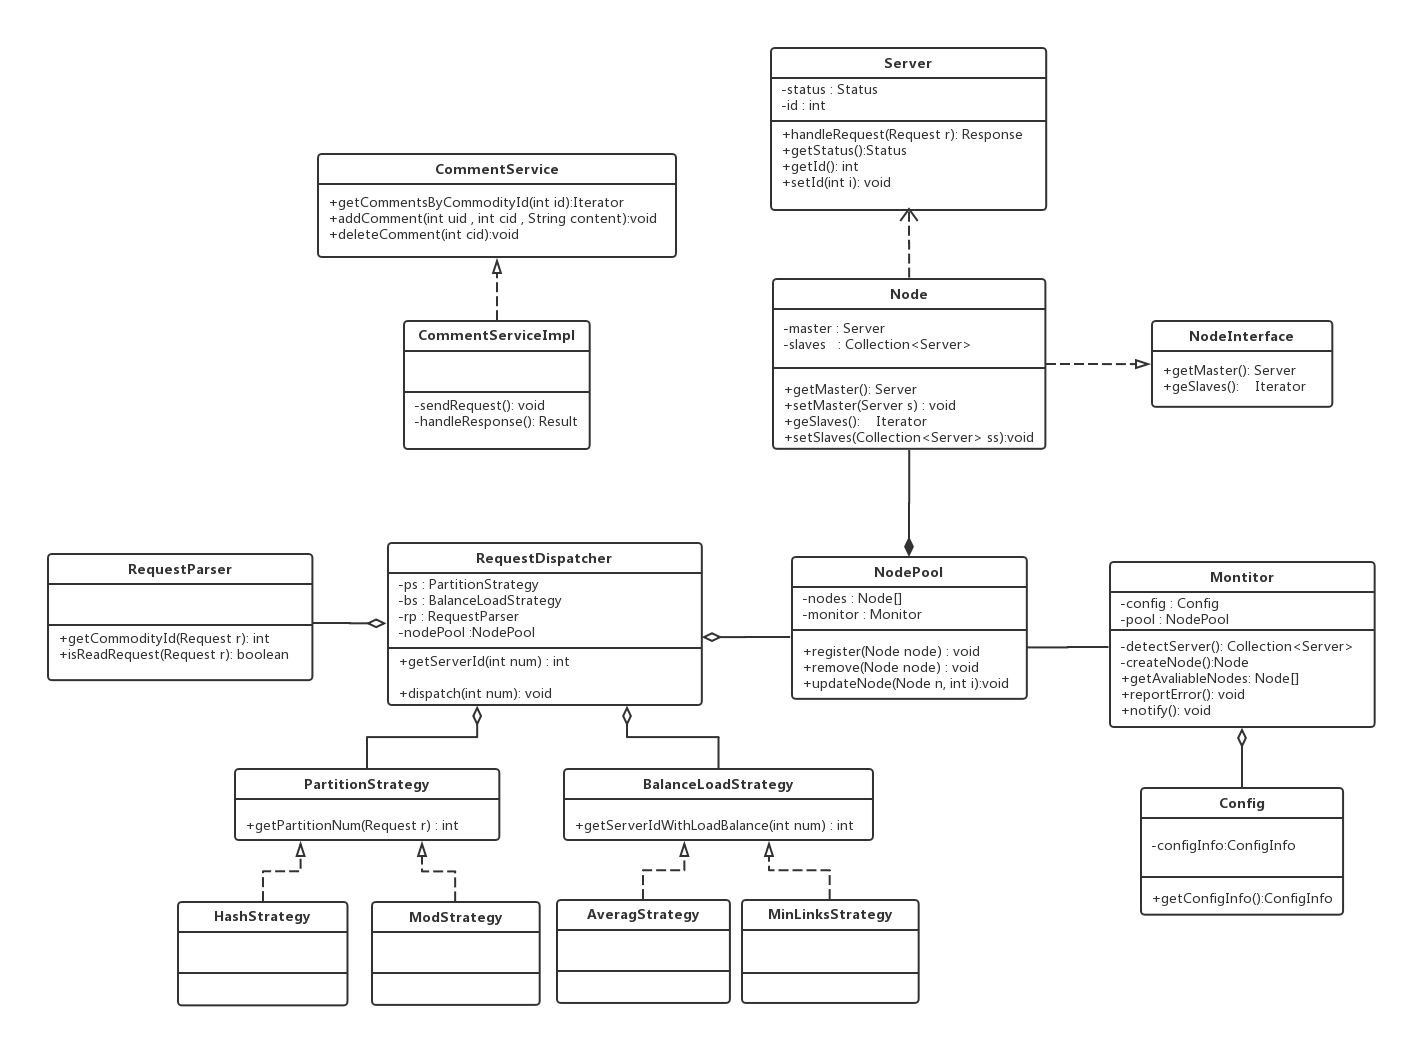 Server
-status : Status
-id : int
+handleRequest(Request r): Response
+getStatus():Status
+getId(): int
+setId(int i): void
CommentService
+getCommentsByCommodityId(int id):Iterator
+addComment(int uid , int cid , String content):void
+deleteComment(int cid):void
CommentServiceImpl
-sendRequest(): void
-handleResponse(): Result
Node
-master : Server
-slaves : Collection<Server>
+getMaster(): Server
+setMaster(Server s) : void
+geSlaves(): Iterator
+setSlaves(Collection<Server> ss):void
NodeInterface
+getMaster(): Server
+geSlaves(): Iterator
RequestParser
+getCommodityId(Request r): int
+isReadRequest(Request r): boolean
RequestDispatcher
-ps : PartitionStrategy
-bs : BalanceLoadStrategy
-rp : RequestParser
-nodePool :NodePool
+getServerId(int num) : int
+dispatch(int num): void
NodePool
-nodes : Node[]
-monitor : Monitor
+register(Node node) : void
+remove(Node node) : void
+updateNode(Node n, int i):void
Montitor
-config : Config
-pool : NodePool
-detectServer(): Collection<Server>
-createNode():Node
+getAvaliableNodes: Node[]
+reportError(): void
+notify(): void
PartitionStrategy
+getPartitionNum(Request r) : int
BalanceLoadStrategy
+getServerIdWithLoadBalance(int num) : int
Config
-configInfo:ConfigInfo
+getConfigInfo():ConfigInfo
HashStrategy
ModStrategy
AveragStrategy
MinLinksStrategy